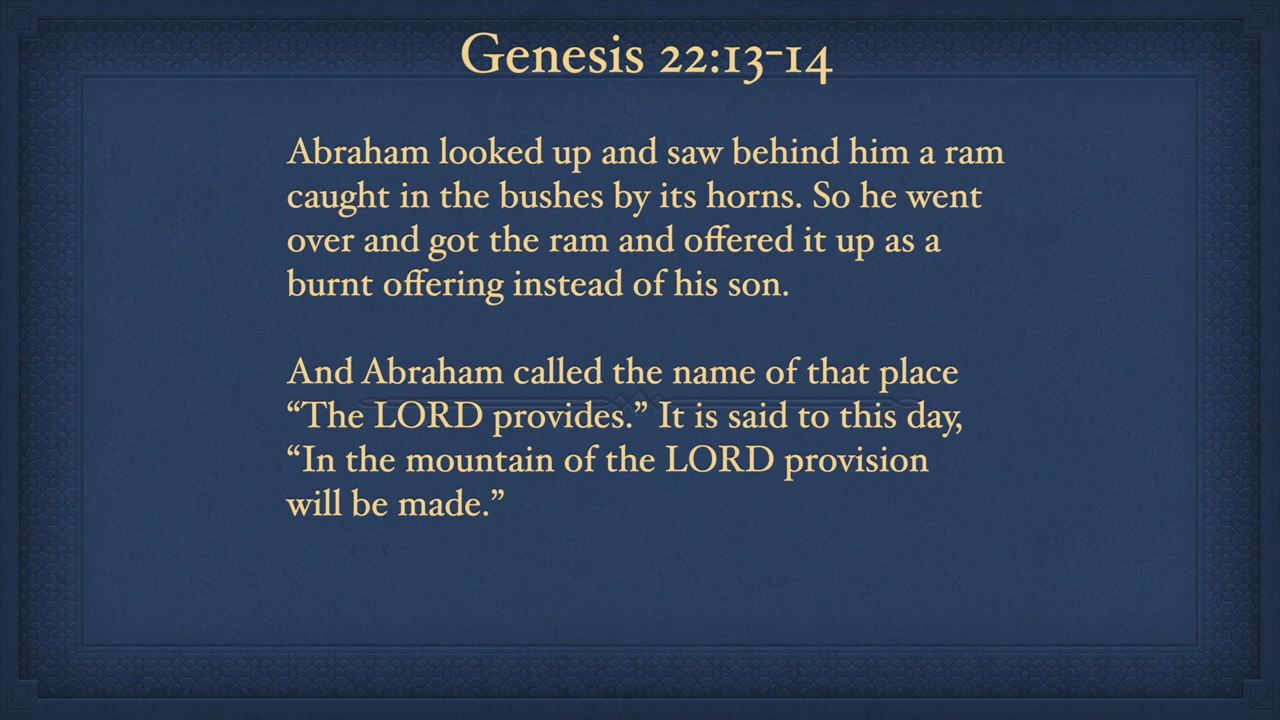 Genesis 22:13-14
Abraham looked up and saw behind him a ram
caught in the bushes by its horns. So he went
over and got the ram and offered it up as a
burnt offering instead of his son.
And Abraham called the name of that place
“The LORD provides.” It is said to this day,
“In the mountain of the LORD provision
will be made.”